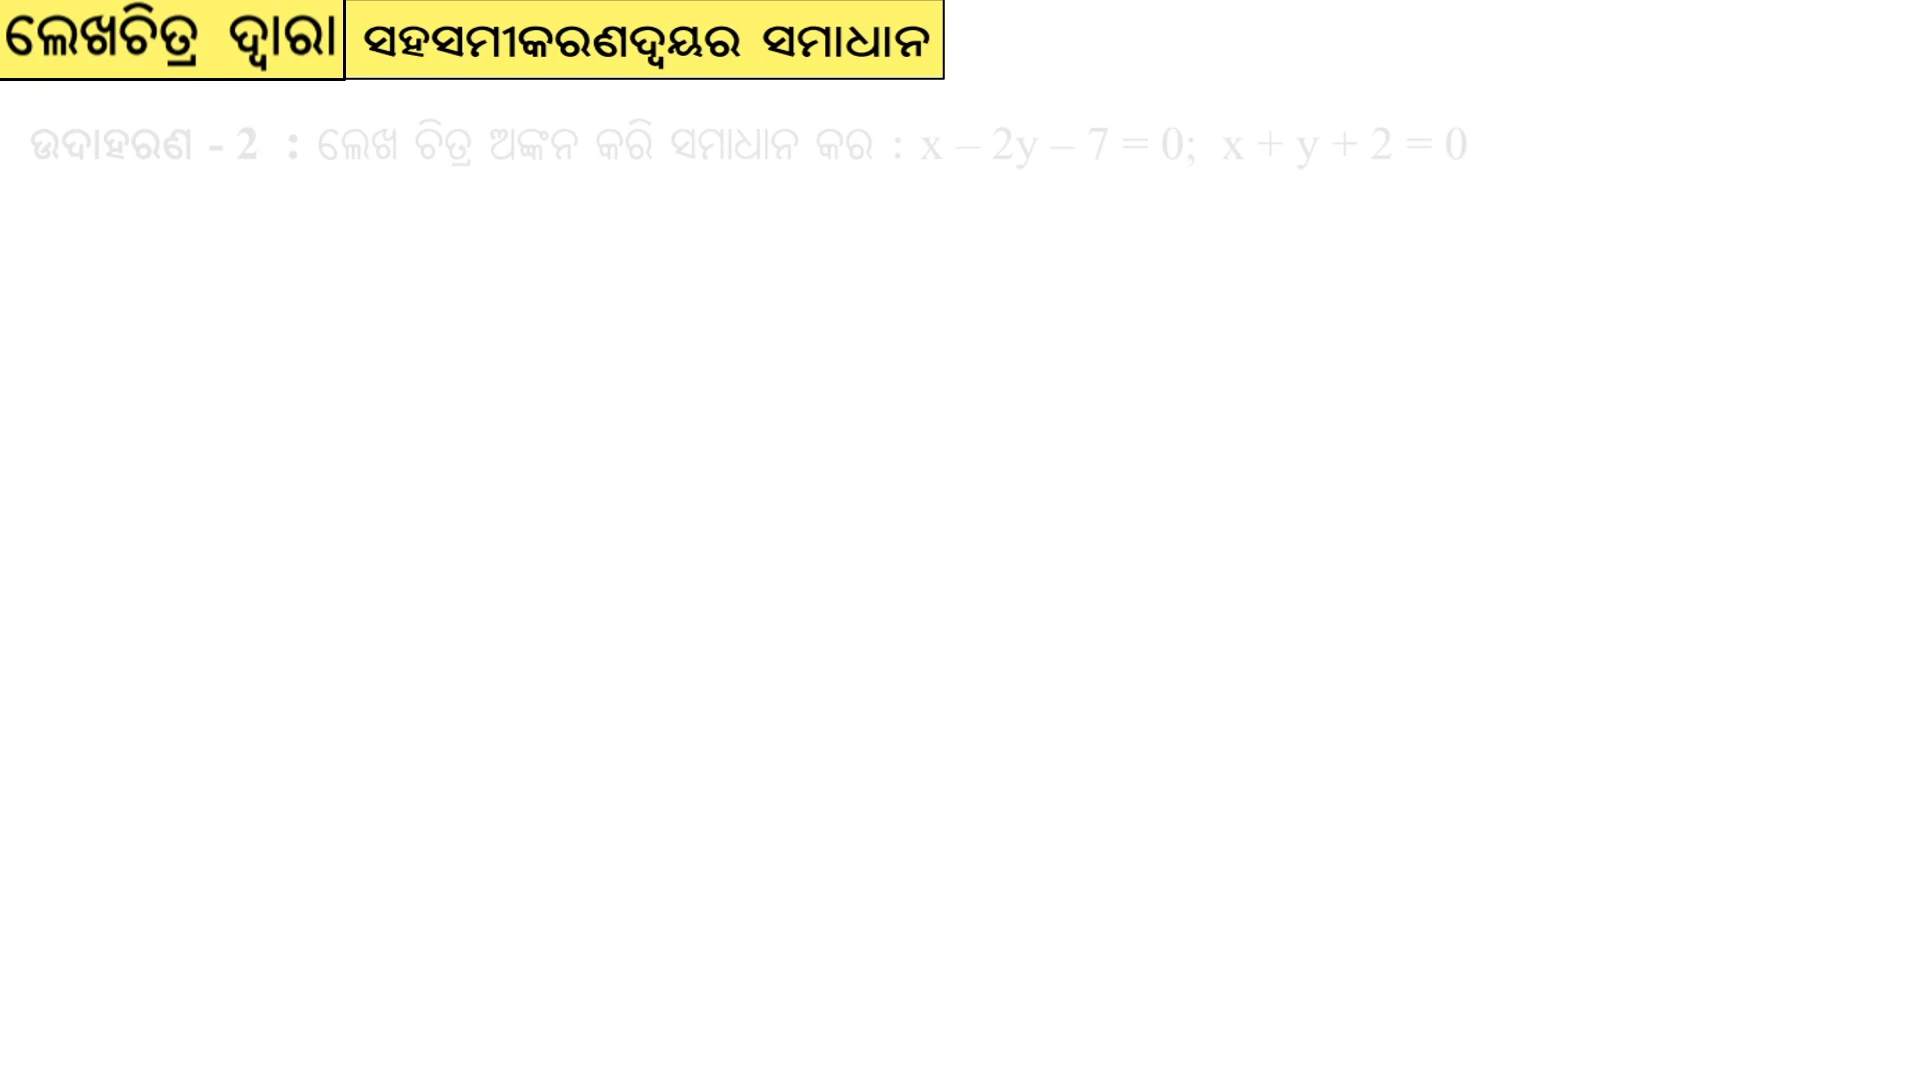 ଲେଖଚିତ୍ର ଦ୍ୱାରା ସହସମୀକରଣଦ୍ୱୟର ସମାଧାନ
ଉଦାହରଣ - 2 : ଲେଖ ଚିତ୍ର ଅଙ୍କନ କରି ସମାଧାନ କର : x – 2y – 7 = 0; x + y + 2 = 0